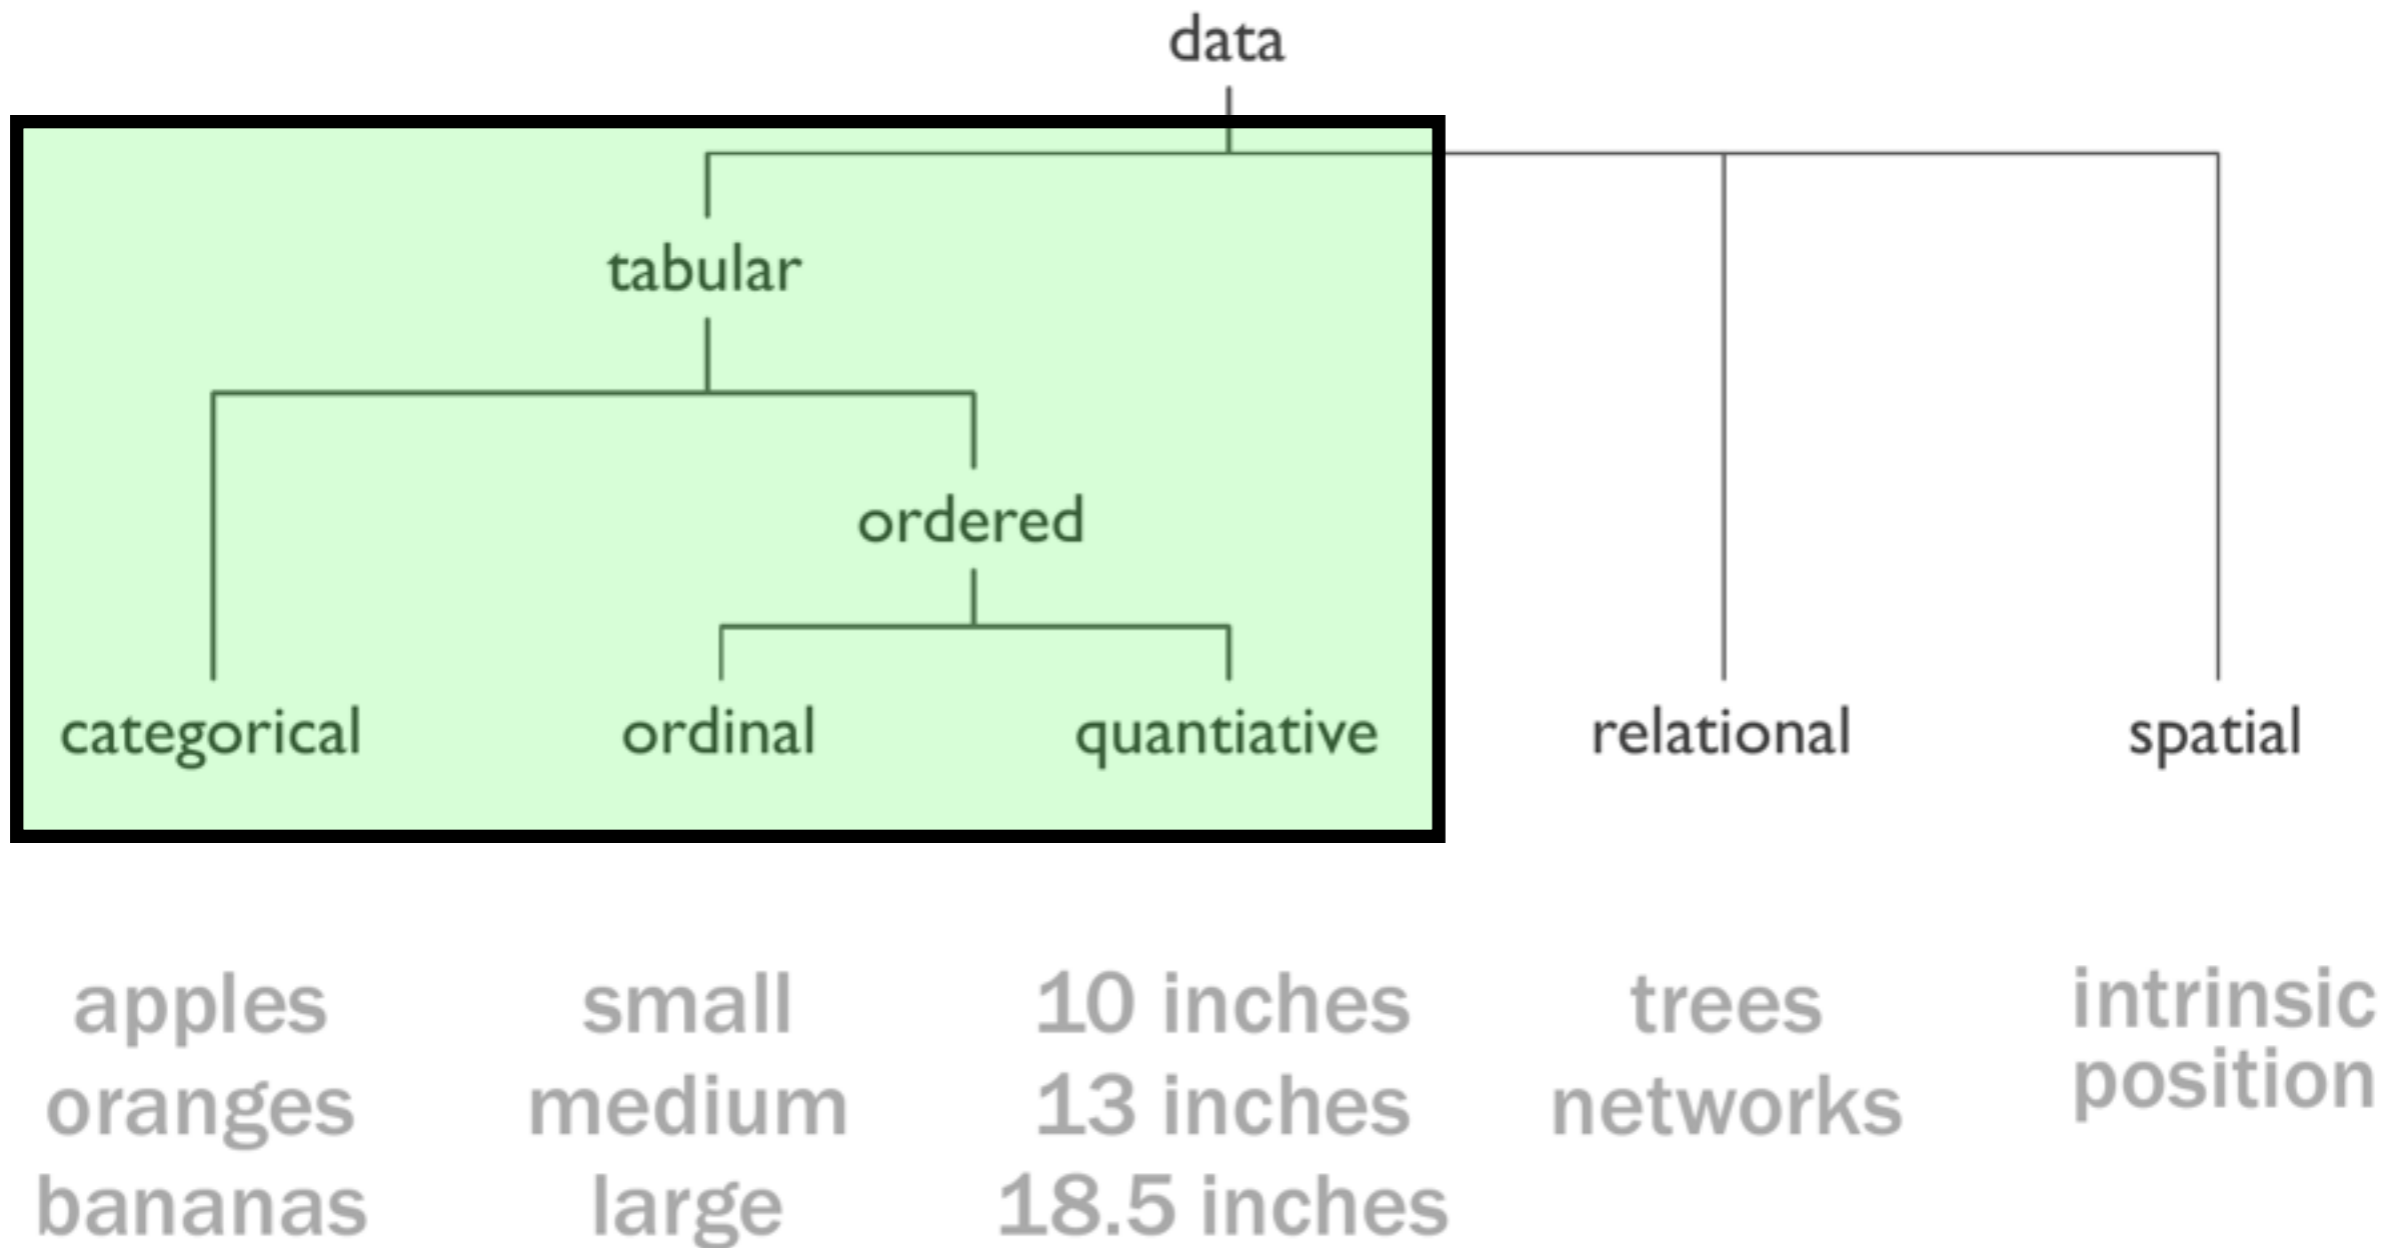 data
tabular
ordered
categorical ordinal quantiative relational spatial
apples small 10 inches trees intrinsic
oranges medium 13 inches networks position
bananas large 18.5 inches